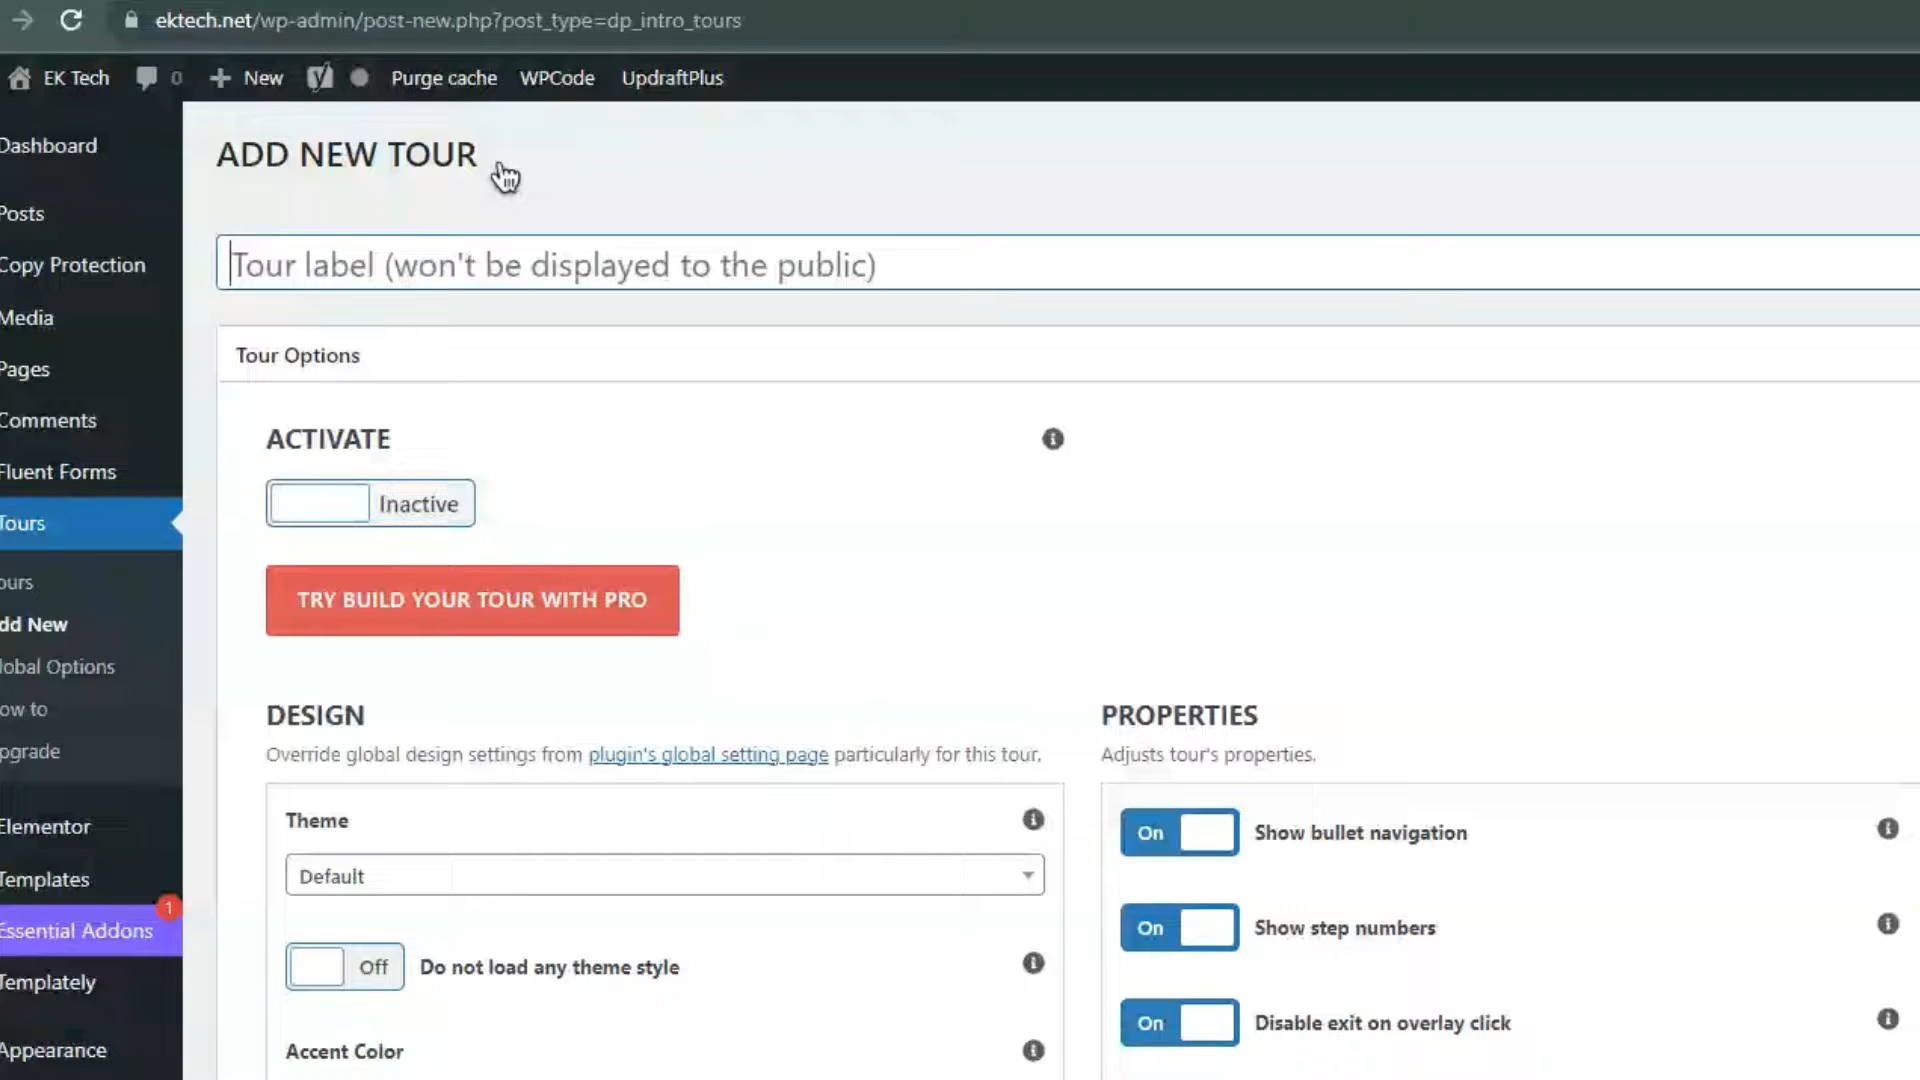 ektech.net/wp-admin/post-new.php?post_type=dp_intro_tours
EK Tech 0 New Purge cache WPCode UpdraftPlus
Dashboard
Posts
Copy Protection
Media
Pages
Comments
Fluent Forms
Tours
ours
dd New
lobal Options
ow to
pgrade
Elementor
Templates
1
Essential Addons
Templately
Appearance
ADD NEW TOUR
Tour label (won't be displayed to the public)
Tour Options
ACTIVATE
Inactive
TRY BUILD YOUR TOUR WITH PRO
DESIGN
Override global design settings from plugin's global setting page particularly for this tour.
Theme
Default
Off Do not load any theme style
Accent Color
PROPERTIES
Adjusts tour's properties.
On Show bullet navigation
On Show step numbers
On Disable exit on overlay click